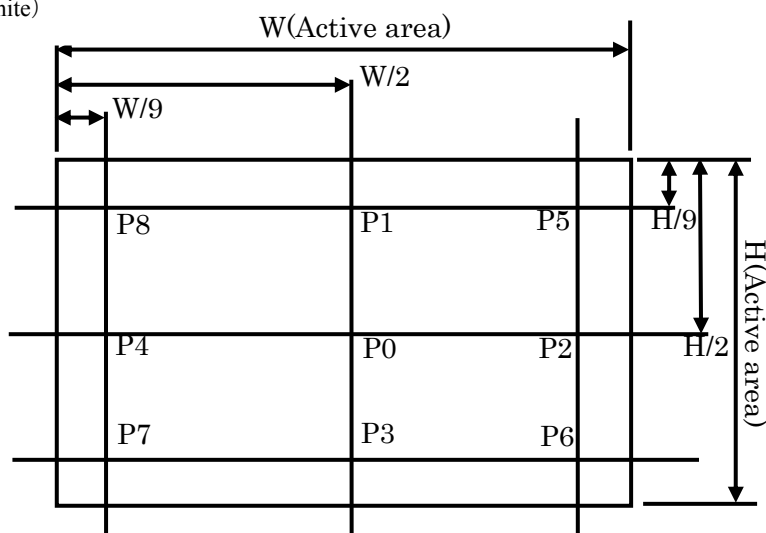 W(Active area)
W/2
W/9
P8 P1 P5
H/9
P4 P0 P2
H/2
H(Active area)
P7 P3 P6